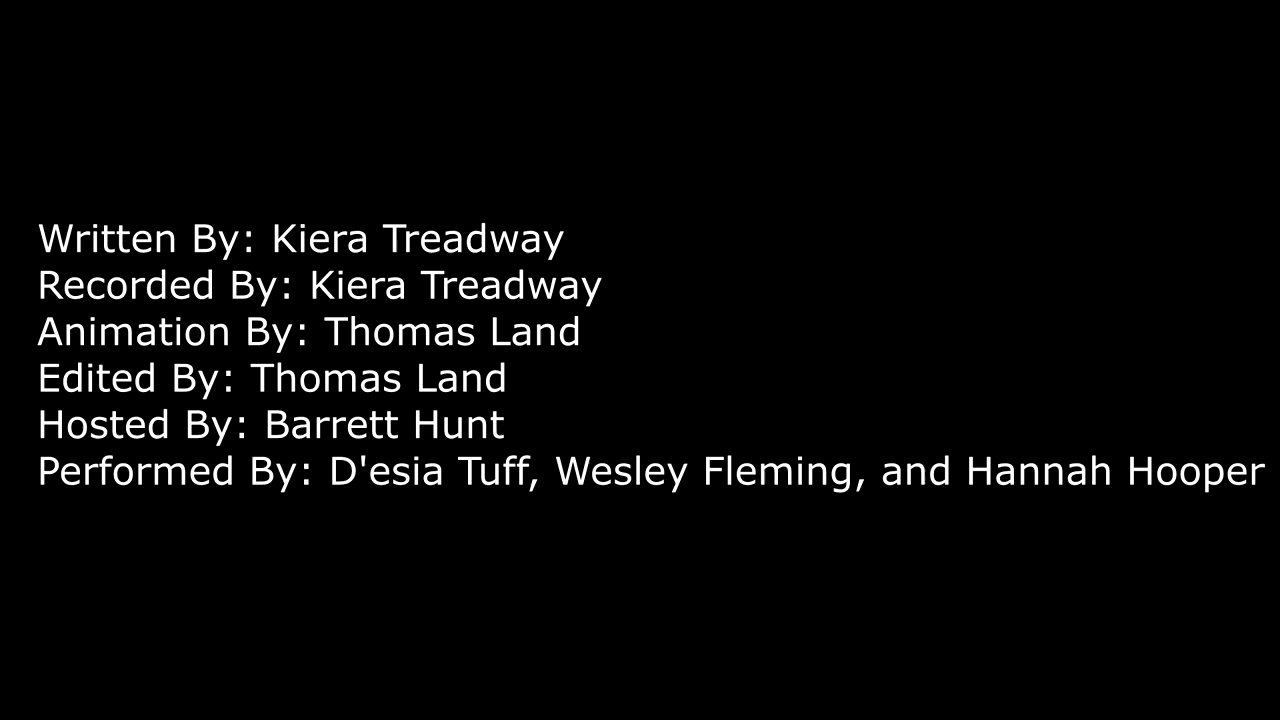 Written By: Kiera Treadway
Recorded By: Kiera Treadway
Animation By: Thomas Land
Edited By: Thomas Land
Hosted By: Barrett Hunt
Performed By: D'esia Tuff, Wesley Fleming, and Hannah Hooper